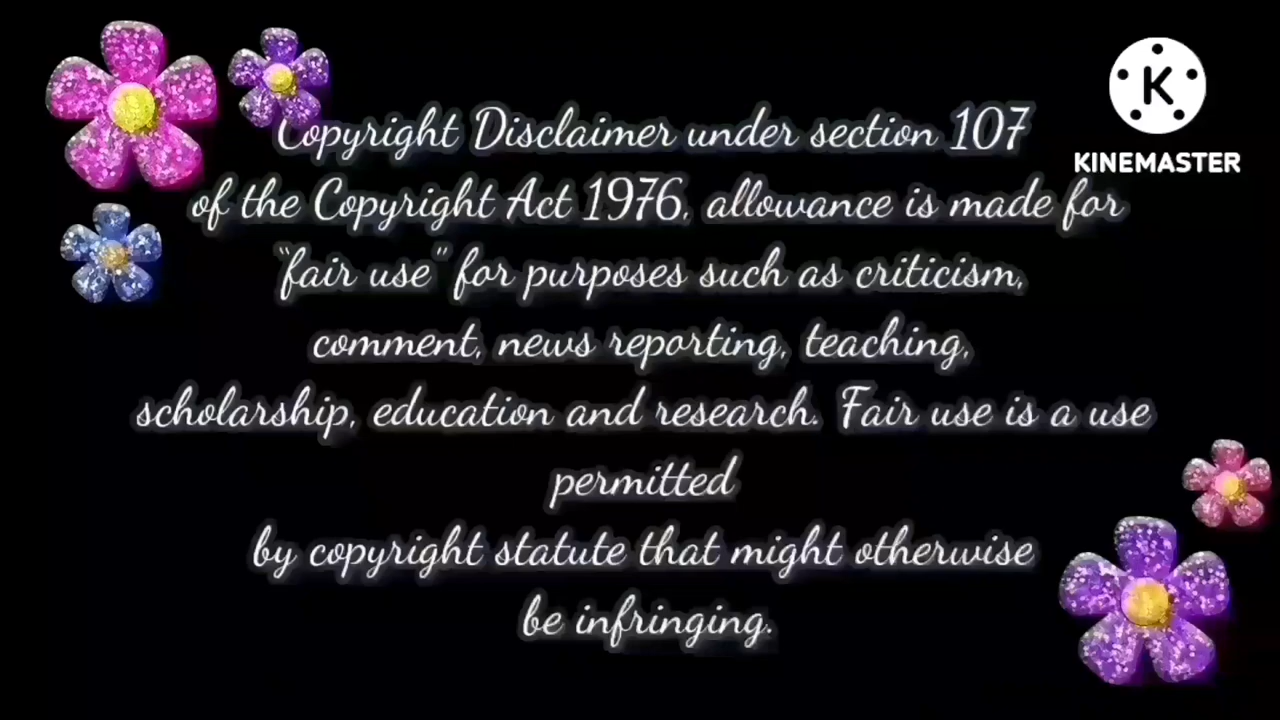 Copyright Disclaimer under section 107
of the Copyright Act 1976, allowance is made for
“fair use” for purposes such as criticism,
comment, news reporting, teaching,
scholarship, education and research. Fair use is a use
permitted
by copyright statute that might otherwise
be infringing.
K
KINEMASTER